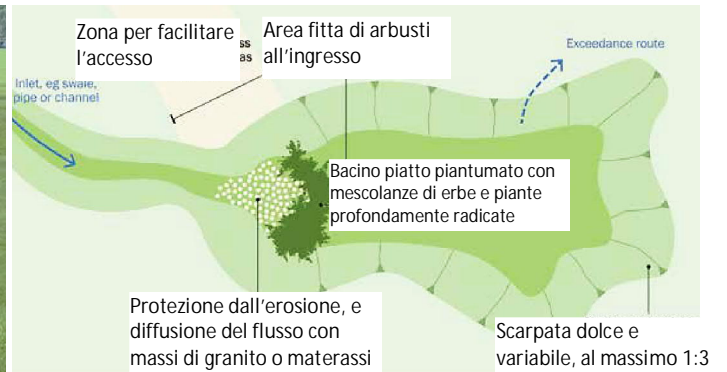 Zona per facilitare
l'accesso
ss
as
Area fitta di arbusti
all'ingresso
Exceedance route
Inlet, eg swale,
pipe or channel
Bacino piatto piantumato con
mescolanze di erbe e piante
profondamente radicate
Protezione dall'erosione, e
diffusione del flusso con
massi di granito o materassi
Scarpata dolce e
variabile, al massimo 1:3